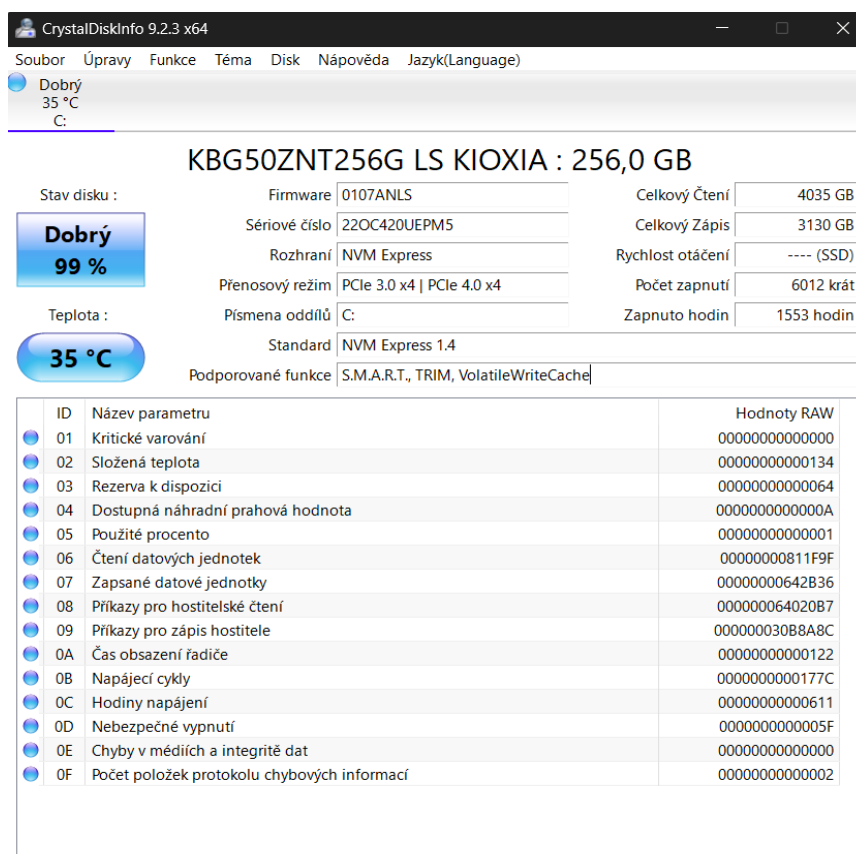 CrystalDiskInfo 9.2.3 x64
Soubor Úpravy Funkce Téma Disk Nápověda Jazyk(Language)
Dobrý
35 °C
C:
KBG50ZNT256G LS KIOXIA : 256,0 GB
Stav disku :
Dobrý
99 %
Teplota :
35 °C
Firmware 0107ANLS
Sériové číslo 22OC420UEPM5
Rozhraní NVM Express
Přenosový režim PCIe 3.0 x4 | PCIe 4.0 x4
Písmena oddílů C:
Standard NVM Express 1.4
Podporované funkce S.M.A.R.T., TRIM, VolatileWriteCache
Celkový Čtení 4035 GB
Celkový Zápis 3130 GB
Rychlost otáčení ---- (SSD)
Počet zapnutí 6012 krát
Zapnuto hodin 1553 hodin
ID Název parametru Hodnoty RAW
01 Kritické varování 00000000000000
02 Složená teplota 00000000000134
03 Rezerva k dispozici 00000000000064
04 Dostupná náhradní prahová hodnota 0000000000000A
05 Použité procento 00000000000001
06 Čtení datových jednotek 00000000811F9F
07 Zapsané datové jednotky 00000000642B36
08 Příkazy pro hostitelské čtení 000000064020B7
09 Příkazy pro zápis hostitele 000000030B8A8C
0A Čas obsazení řadiče 00000000000122
0B Napájecí cykly 0000000000177C
0C Hodiny napájení 00000000000611
0D Nebezpečné vypnutí 0000000000005F
0E Chyby v médiích a integritě dat 00000000000000
0F Počet položek protokolu chybových informací 00000000000002